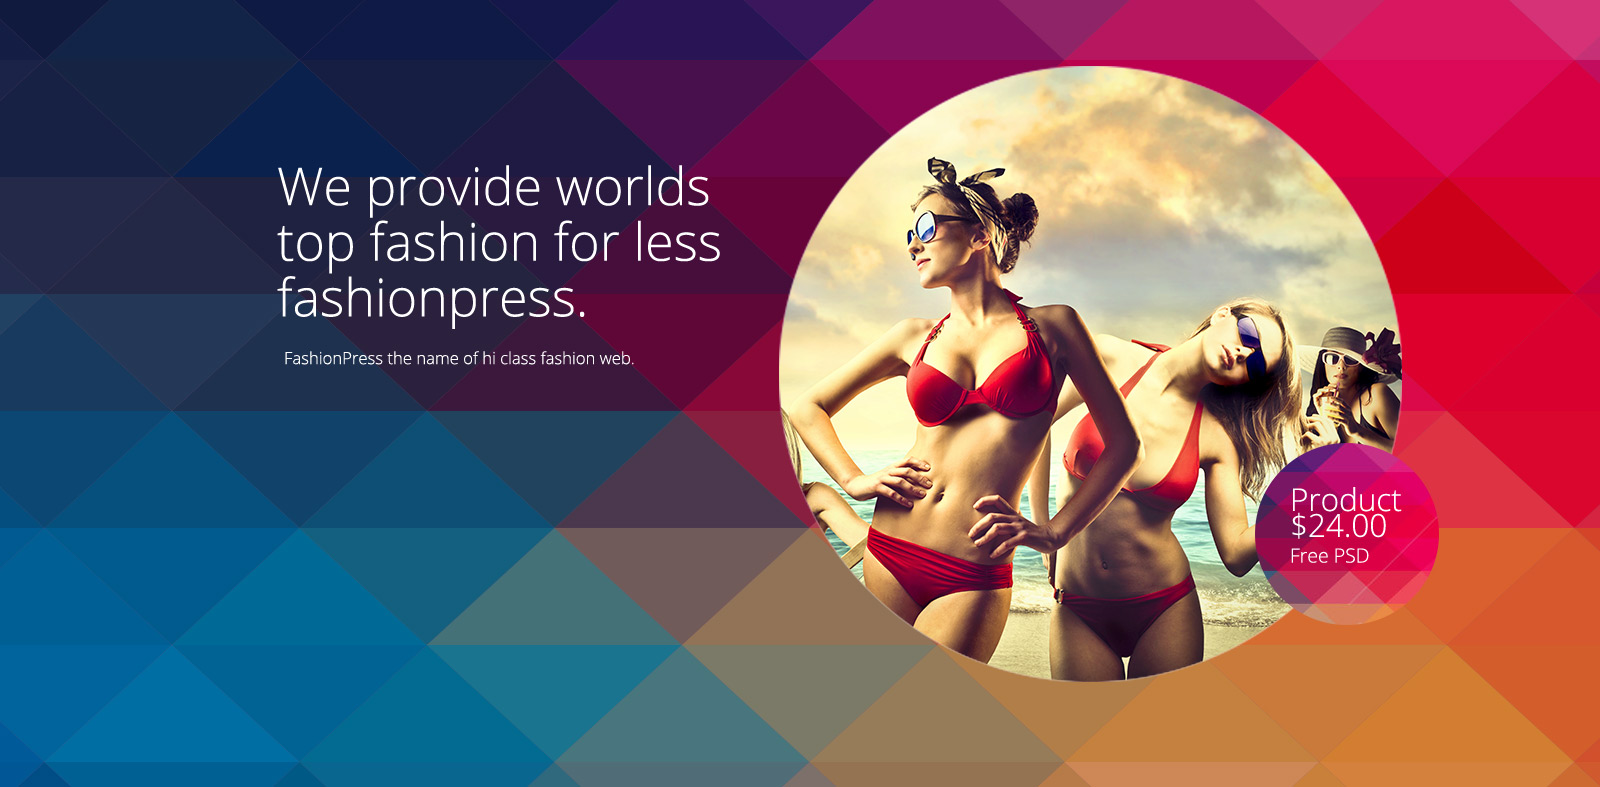 We provide worlds
top fashion for less
fashionpress.
FashionPress the name of hi class fashion web.
Product
$24.00
Free PSD